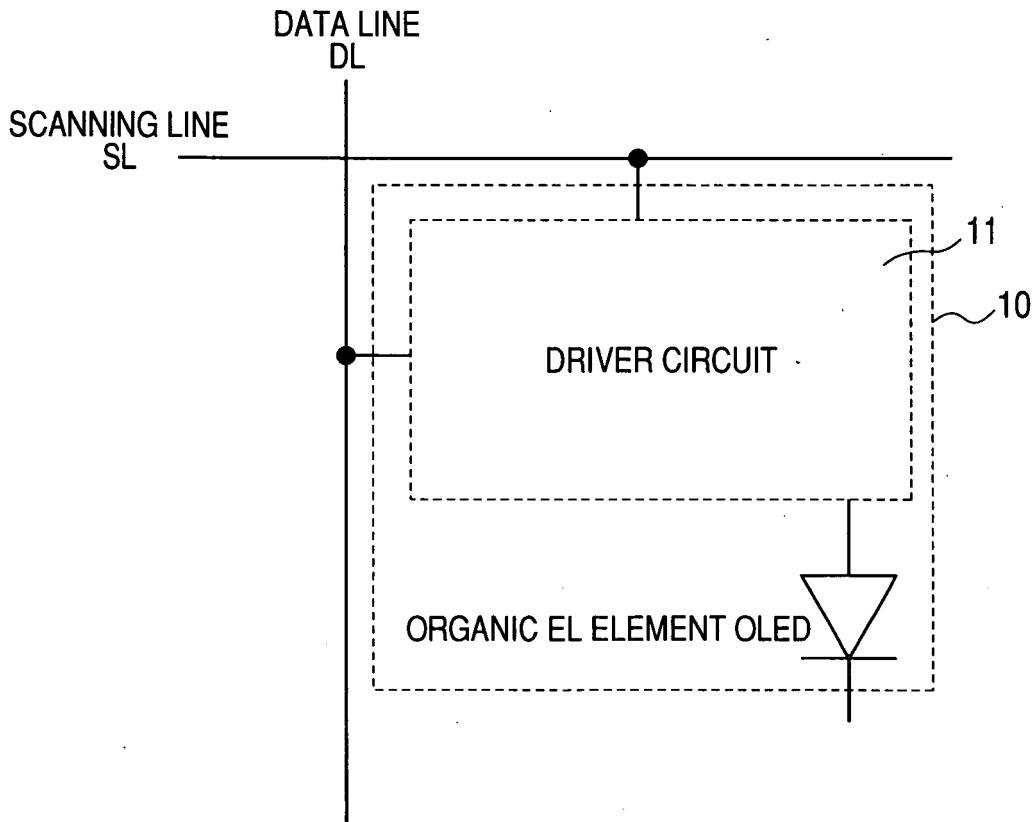 DATA LINE
DL
SCANNING LINE
SL
11
10
DRIVER CIRCUIT
ORGANIC EL ELEMENT OLED